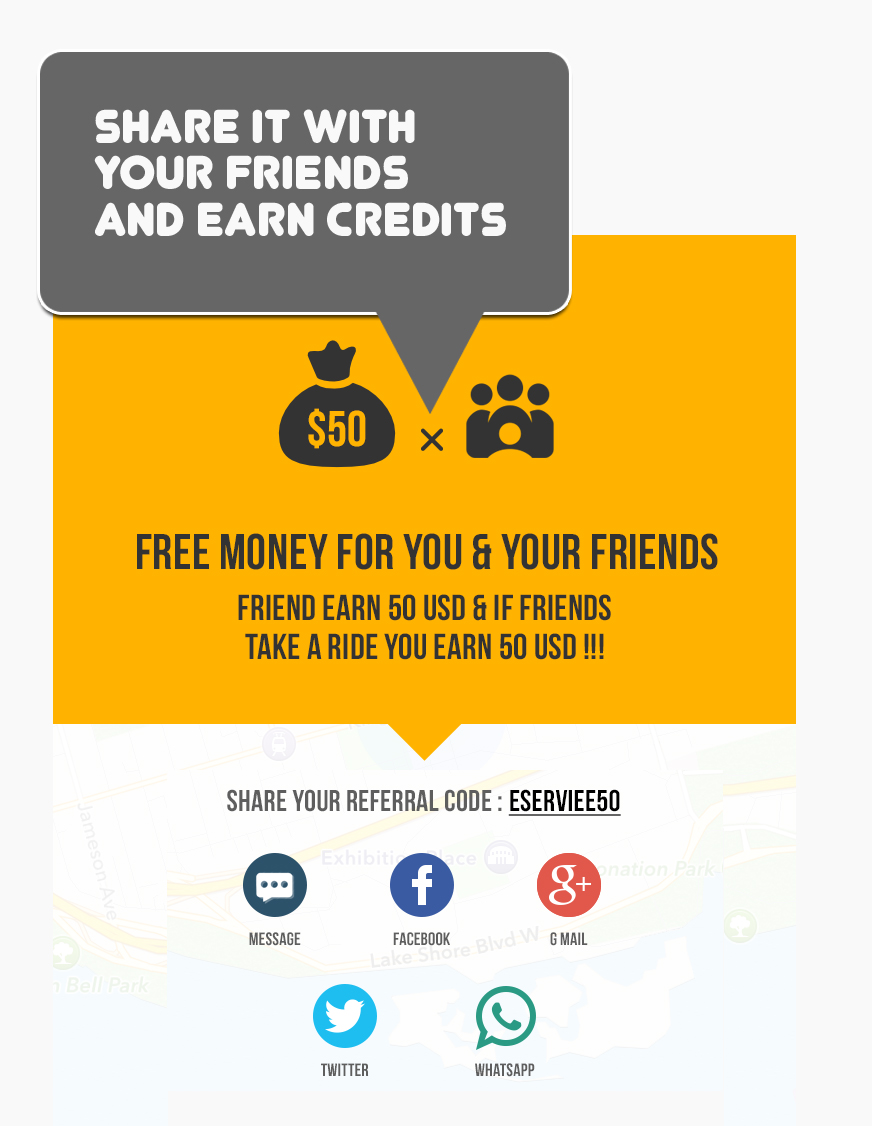 SHARE IT WITH
YOUR FRIENDS
AND EARN CREDITS
$50
×
FREE MONEY FOR YOU & YOUR FRIENDS
FRIEND EARN 50 USD & IF FRIENDS
TAKE A RIDE YOU EARN 50 USD !!!
SHARE YOUR REFERRAL CODE : ESERVIEE50
Jameson Ave
Exhibition Place
onation Park
f
g+
MESSAGE
FACEBOOK
G MAIL
Lake Shore Blvd W
n Bell Park
TWITTER
WHATSAPP